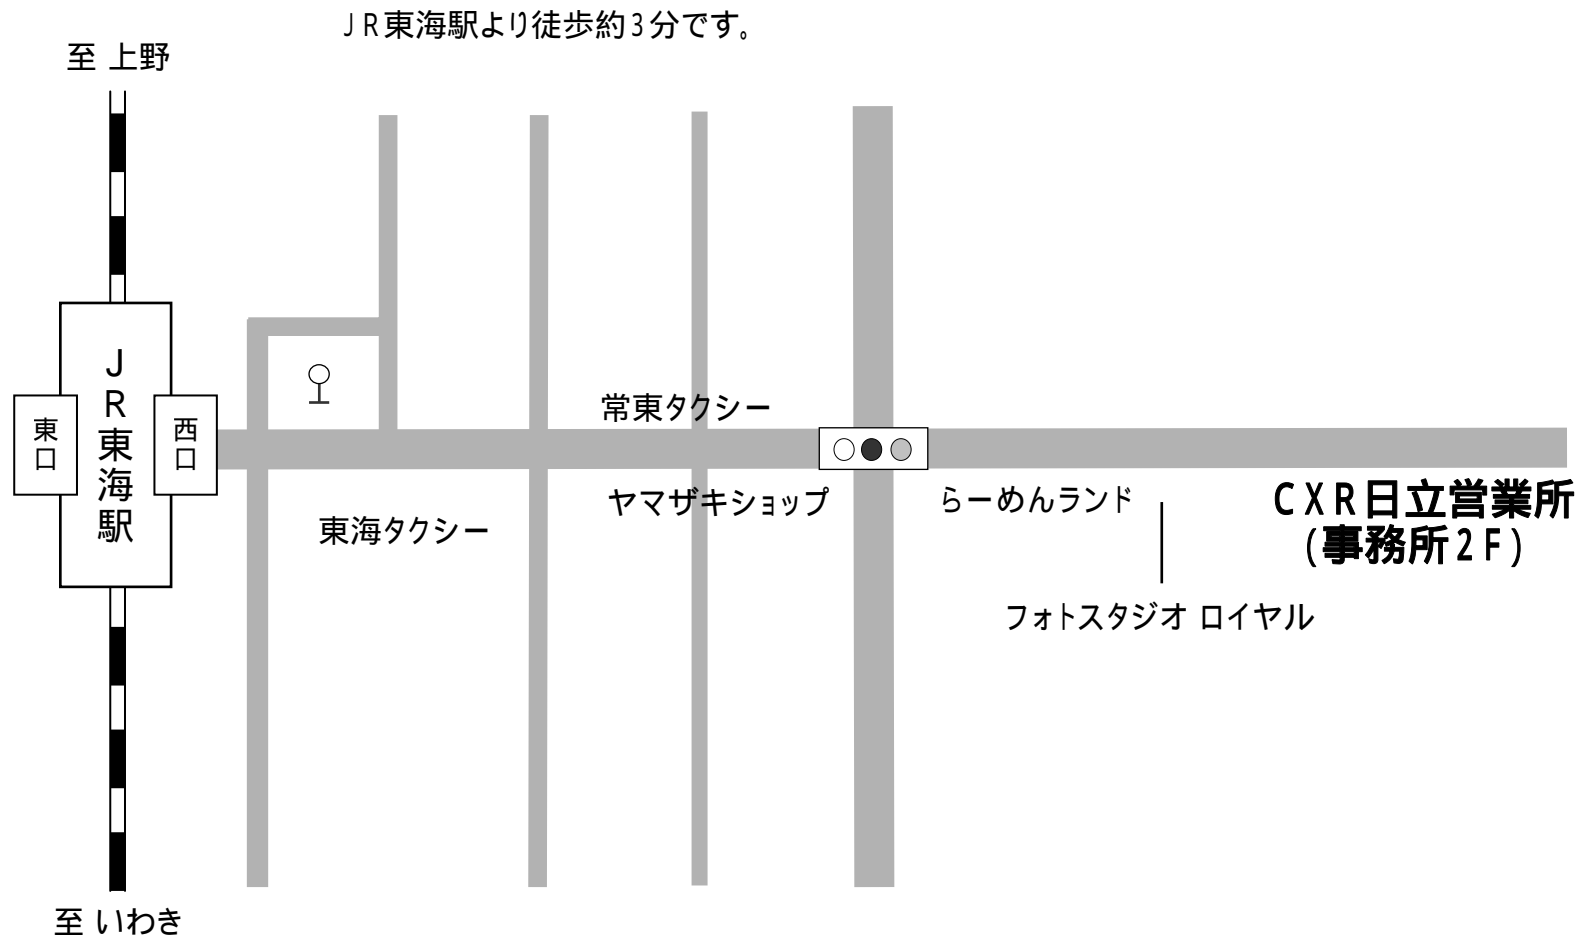 JR東海駅より徒歩約3分です。
至 上野
JR東海駅
東口
西口
常東タクシー
ヤマザキショップ
東海タクシー
らーめんランド
CXR日立営業所
(事務所2F)
フォトスタジオ ロイヤル
至 いわき